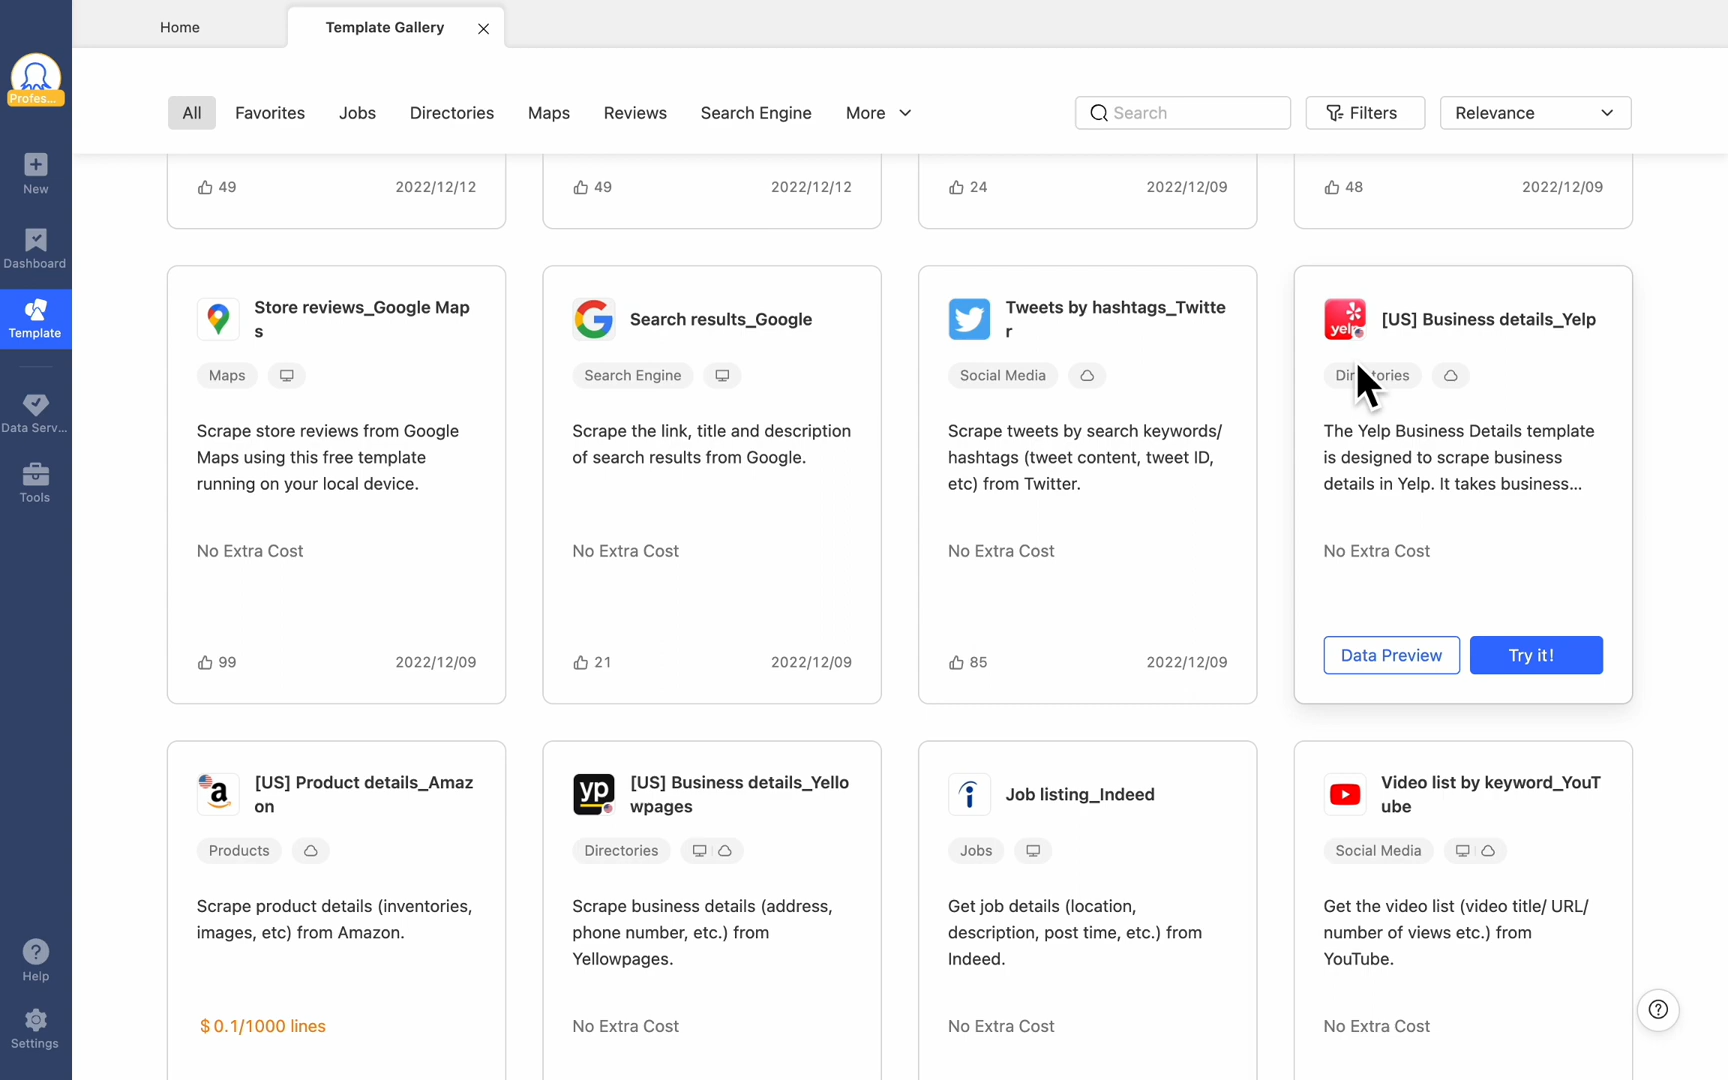 Home
Template Gallery
Profes...
New
Dashboard
Template
Data Serv...
Tools
Help
Settings
All
Favorites
Jobs
Directories
Maps
Reviews
Search Engine
More
Search
Filters
Relevance
49
2022/12/12
49
2022/12/12
24
2022/12/09
48
2022/12/09
Store reviews_Google Map
s
Maps
Scrape store reviews from Google
Maps using this free template
running on your local device.
No Extra Cost
99
2022/12/09
Search results_Google
Search Engine
Scrape the link, title and description
of search results from Google.
No Extra Cost
21
2022/12/09
Tweets by hashtags_Twitte
r
Social Media
Scrape tweets by search keywords/
hashtags (tweet content, tweet ID,
etc) from Twitter.
No Extra Cost
85
2022/12/09
yelp
[US] Business details_Yelp
Directories
The Yelp Business Details template
is designed to scrape business
details in Yelp. It takes business...
No Extra Cost
Data Preview
Try it!
a
[US] Product details_Amaz
on
Products
Scrape product details (inventories,
images, etc) from Amazon.
$ 0.1/1000 lines
yp
[US] Business details_Yello
wpages
Directories
Scrape business details (address,
phone number, etc.) from
Yellowpages.
No Extra Cost
i
Job listing_Indeed
Jobs
Get job details (location,
description, post time, etc.) from
Indeed.
No Extra Cost
Video list by keyword_YouT
ube
Social Media
Get the video list (video title/ URL/
number of views etc.) from
YouTube.
No Extra Cost